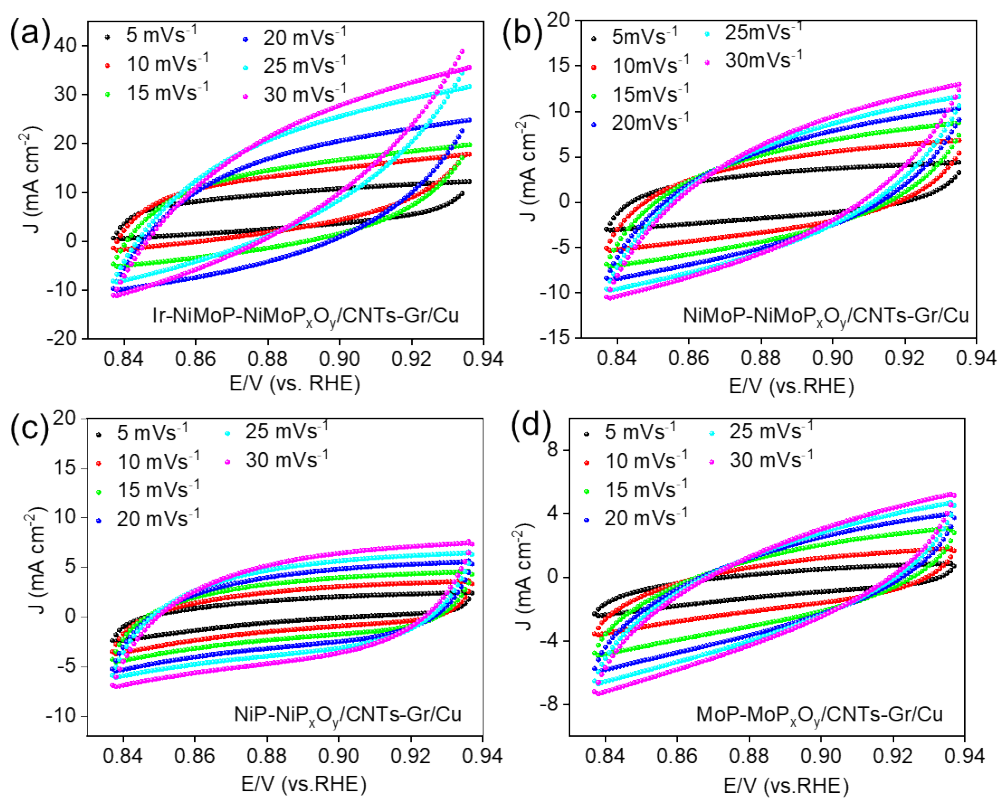 (a)
5 mVs⁻¹
10 mVs⁻¹
15 mVs⁻¹
20 mVs⁻¹
25 mVs⁻¹
30 mVs⁻¹
40
30
20
10
0
-10
-20
J (mA cm⁻²)
Ir-NiMoP-NiMoPₓOᵧ/CNTs-Gr/Cu
0.84 0.86 0.88 0.90 0.92 0.94
E/V (vs. RHE)
(b)
5mVs⁻¹
10mVs⁻¹
15mVs⁻¹
20mVs⁻¹
25mVs⁻¹
30mVs⁻¹
20
15
10
5
0
-5
-10
-15
J (mA cm⁻²)
NiMoP-NiMoPₓOᵧ/CNTs-Gr/Cu
0.84 0.86 0.88 0.90 0.92 0.94
E/V (vs. RHE)
(c)
5 mVs⁻¹
10 mVs⁻¹
15 mVs⁻¹
20 mVs⁻¹
25 mVs⁻¹
30 mVs⁻¹
20
15
10
5
0
-5
-10
J (mA cm⁻²)
NiP-NiPₓOᵧ/CNTs-Gr/Cu
0.84 0.86 0.88 0.90 0.92 0.94
E/V (vs.RHE)
(d)
5 mVs⁻¹
10 mVs⁻¹
15 mVs⁻¹
20 mVs⁻¹
25 mVs⁻¹
30 mVs⁻¹
8
4
0
-4
-8
J (mA cm⁻²)
MoP-MoPₓOᵧ/CNTs-Gr/Cu
0.84 0.86 0.88 0.90 0.92 0.94
E/V (vs.RHE)